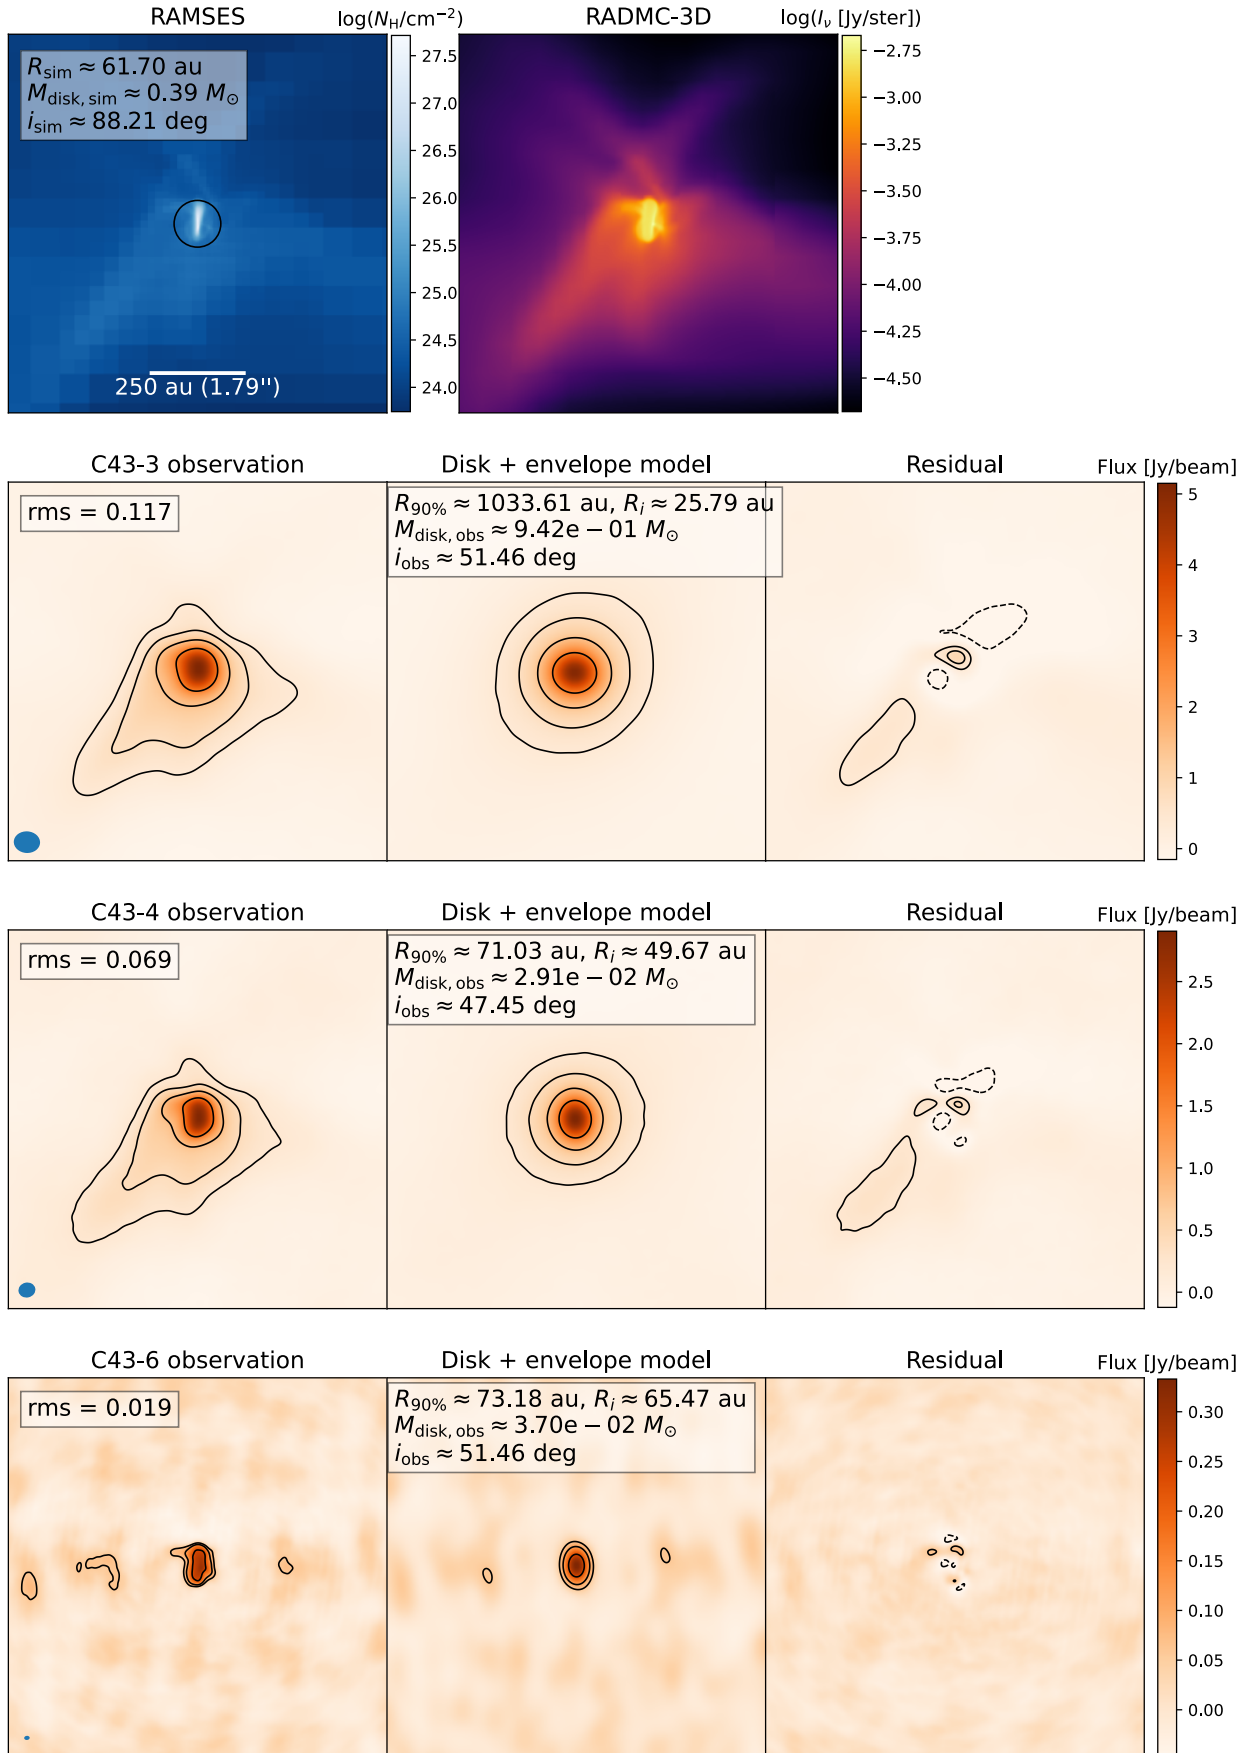 RAMSES
log(N_H/cm⁻²)
RADMC-3D
log(I_ν [Jy/ster])
R_sim ≈ 61.70 au
M_disk, sim ≈ 0.39 M_⊙
i_sim ≈ 88.21 deg
250 au (1.79'')
27.5
27.0
26.5
26.0
25.5
25.0
24.5
24.0
−2.75
−3.00
−3.25
−3.50
−3.75
−4.00
−4.25
−4.50
C43-3 observation
Disk + envelope model
Residual
Flux [Jy/beam]
rms = 0.117
R_90% ≈ 1033.61 au, R_i ≈ 25.79 au
M_disk, obs ≈ 9.42e − 01 M_⊙
i_obs ≈ 51.46 deg
5
4
3
2
1
0
C43-4 observation
Disk + envelope model
Residual
Flux [Jy/beam]
rms = 0.069
R_90% ≈ 71.03 au, R_i ≈ 49.67 au
M_disk, obs ≈ 2.91e − 02 M_⊙
i_obs ≈ 47.45 deg
2.5
2.0
1.5
1.0
0.5
0.0
C43-6 observation
Disk + envelope model
Residual
Flux [Jy/beam]
rms = 0.019
R_90% ≈ 73.18 au, R_i ≈ 65.47 au
M_disk, obs ≈ 3.70e − 02 M_⊙
i_obs ≈ 51.46 deg
0.30
0.25
0.20
0.15
0.10
0.05
0.00